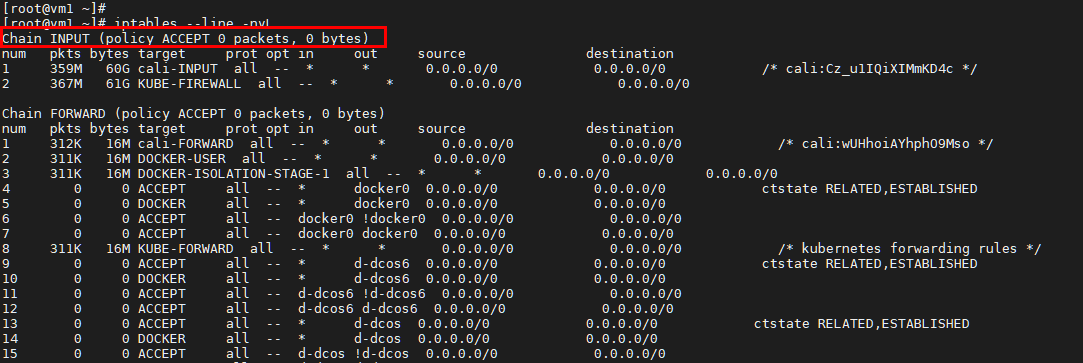 [root@vm1 ~]#
[root@vm1 ~]# iptables --line -nvL
Chain INPUT (policy ACCEPT 0 packets, 0 bytes)
num   pkts bytes target     prot opt in     out     source               destination
1     359M   60G cali-INPUT  all  --  *      *       0.0.0.0/0            0.0.0.0/0            /* cali:Cz_u1IQiXIMmKD4c */
2     367M   61G KUBE-FIREWALL  all  --  *      *       0.0.0.0/0            0.0.0.0/0
Chain FORWARD (policy ACCEPT 0 packets, 0 bytes)
num   pkts bytes target     prot opt in     out     source               destination
1     312K   16M cali-FORWARD  all  --  *      *       0.0.0.0/0            0.0.0.0/0            /* cali:wUHhoiAYhphO9Mso */
2     311K   16M DOCKER-USER  all  --  *      *       0.0.0.0/0            0.0.0.0/0
3     311K   16M DOCKER-ISOLATION-STAGE-1  all  --  *      *       0.0.0.0/0            0.0.0.0/0
4        0     0 ACCEPT     all  --  *      docker0  0.0.0.0/0            0.0.0.0/0            ctstate RELATED,ESTABLISHED
5        0     0 DOCKER     all  --  *      docker0  0.0.0.0/0            0.0.0.0/0
6        0     0 ACCEPT     all  --  docker0 !docker0  0.0.0.0/0            0.0.0.0/0
7        0     0 ACCEPT     all  --  docker0 docker0  0.0.0.0/0            0.0.0.0/0
8     311K   16M KUBE-FORWARD  all  --  *      *       0.0.0.0/0            0.0.0.0/0            /* kubernetes forwarding rules */
9        0     0 ACCEPT     all  --  *      d-dcos6  0.0.0.0/0            0.0.0.0/0            ctstate RELATED,ESTABLISHED
10       0     0 DOCKER     all  --  *      d-dcos6  0.0.0.0/0            0.0.0.0/0
11       0     0 ACCEPT     all  --  d-dcos6 !d-dcos6  0.0.0.0/0            0.0.0.0/0
12       0     0 ACCEPT     all  --  d-dcos6 d-dcos6  0.0.0.0/0            0.0.0.0/0
13       0     0 ACCEPT     all  --  *      d-dcos  0.0.0.0/0            0.0.0.0/0            ctstate RELATED,ESTABLISHED
14       0     0 DOCKER     all  --  *      d-dcos  0.0.0.0/0            0.0.0.0/0
15       0     0 ACCEPT     all  --  d-dcos !d-dcos  0.0.0.0/0            0.0.0.0/0